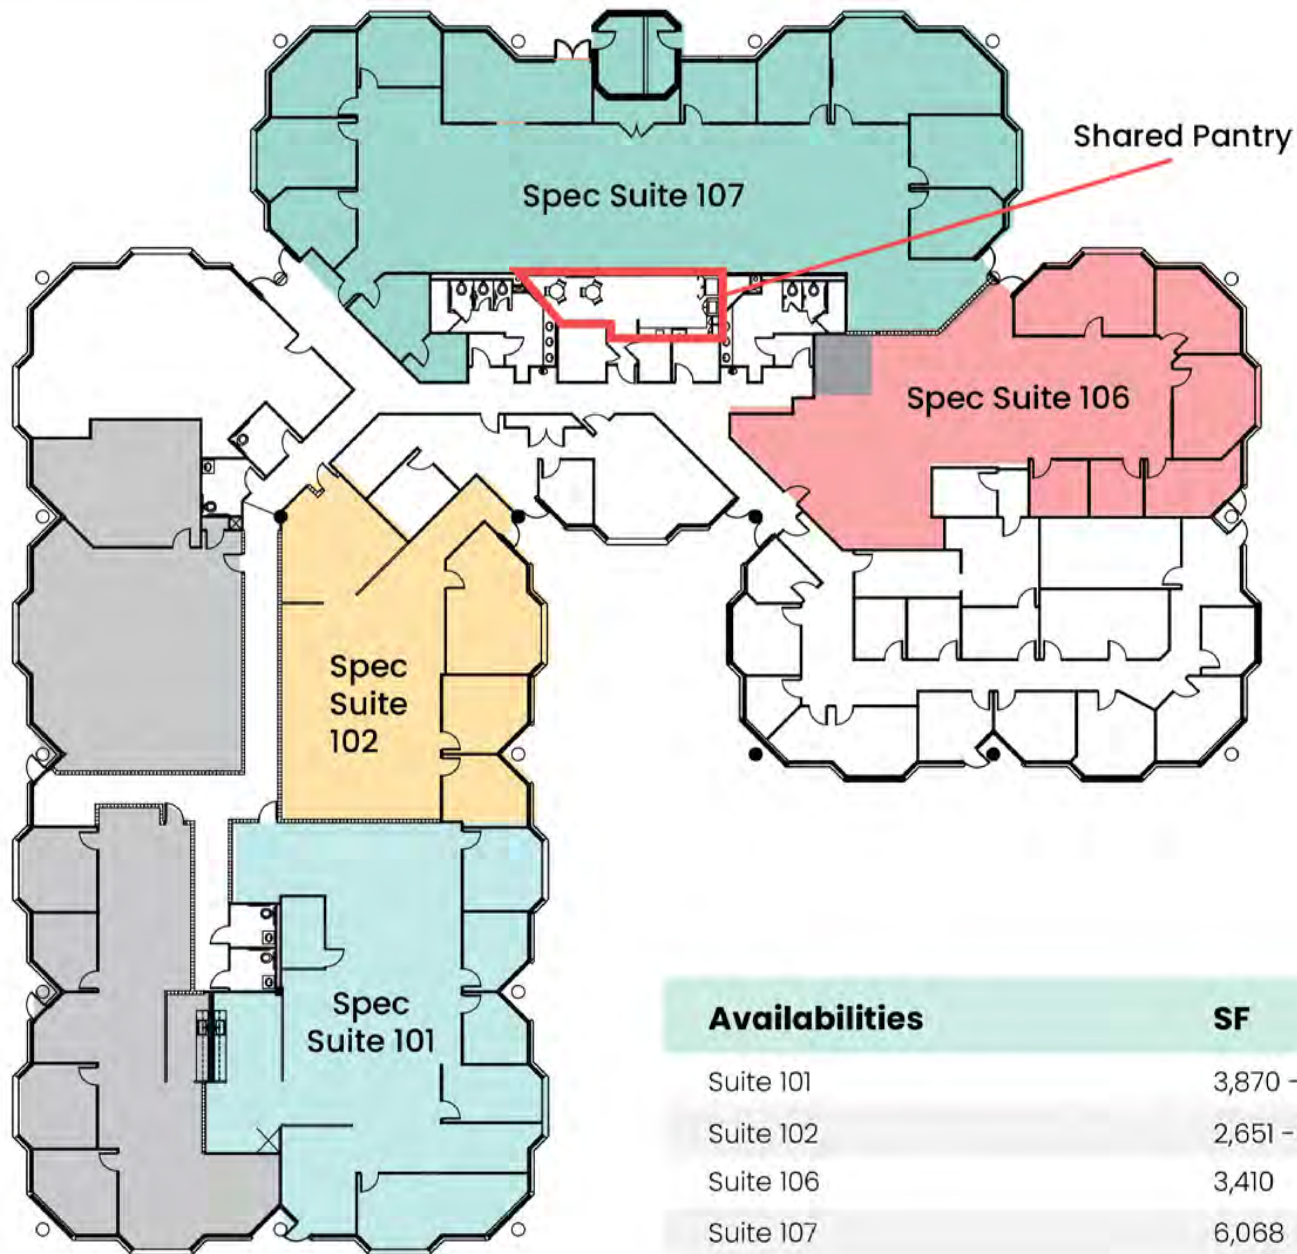 Shared Pantry
Spec Suite 107
Spec Suite 106
Spec
Suite
102
Spec
Suite 101
Availabilities SF
Suite 101 3,870 -
Suite 102 2,651 -
Suite 106 3,410
Suite 107 6,068